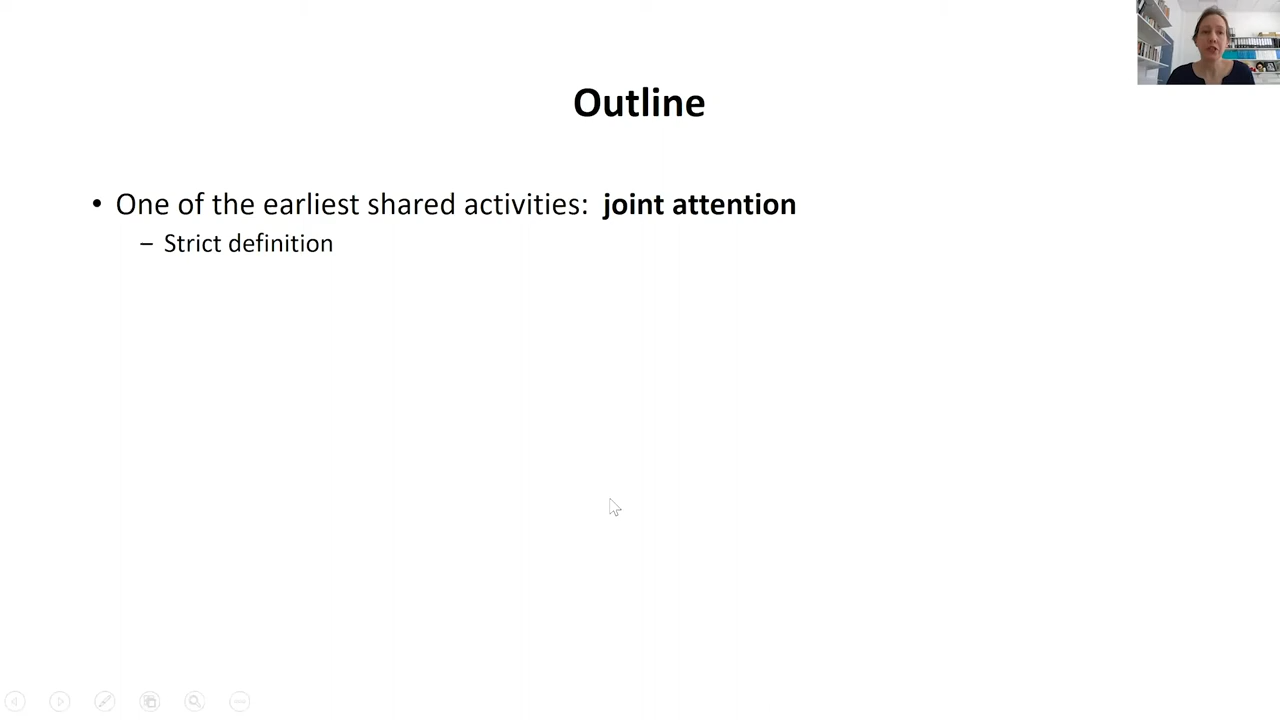 Outline
• One of the earliest shared activities: joint attention
– Strict definition